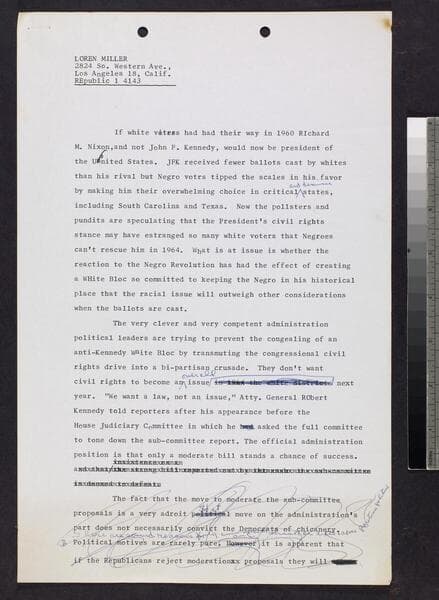 LOREN MILLER
2824 So. Western Ave.,
Los Angeles 18, Calif.
REpublic 1 4143
If white voters had had their way in 1960 RIchard
M. Nixon,and not John F. Kennedy, would now be president
of the United States. JFK received fewer ballots cast by whites
than his rival but Negro votrs tipped the scales in his favor
by making him their overwhelming choice in critical states,
including South Carolina and Texas. Now the pollsters and
pundits are speculating that the President's civil rights
stance may have estranged so many white voters that Negroes
can't rescue him in 1964. What is at issue is whether the
reaction to the Negro Revolution has had the effect of creating
a WHite Bloc so committed to keeping the Negro in his historical
place that the racial issue will outweigh other considerations
when the ballots are cast.
The very clever and very competent administration
political leaders are trying to prevent the congealing of an
anti-Kennedy White Bloc by transmuting the congressional civil
rights drive into a bi-partisan crusade. They don't want
overall
civil rights to become an issue in 1964 the white districts next
year. "We want a law, not an issue," Atty. General RObert
Kennedy told reporters after his appearance before the
House Judiciary Committee in which he had asked the full committee
to tone down the sub-committee report. The official administration
position is that only a moderate bill stands a chance of success.
The fact that the move to moderate the sub-committee
proposals is a very adroit political move on the administration's
part does not necessarily convict the Democrats of chicanery.
Political motives are rarely pure. However it is apparent that
if the Republicans reject moderation proposals they will